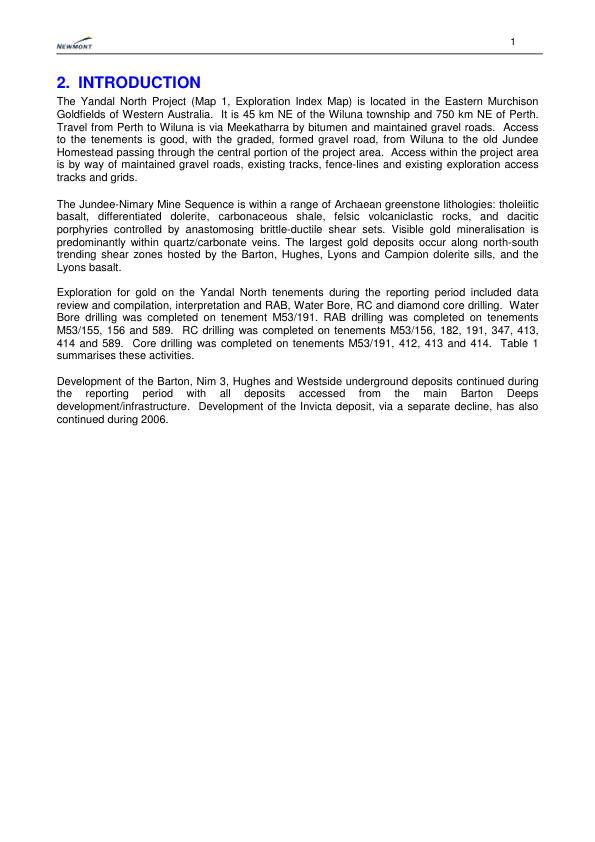 NEWMONT
1
2. INTRODUCTION
The Yandal North Project (Map 1, Exploration Index Map) is located in the Eastern Murchison
Goldfields of Western Australia. It is 45 km NE of the Wiluna township and 750 km NE of Perth.
Travel from Perth to Wiluna is via Meekatharra by bitumen and maintained gravel roads. Access
to the tenements is good, with the graded, formed gravel road, from Wiluna to the old Jundee
Homestead passing through the central portion of the project area. Access within the project area
is by way of maintained gravel roads, existing tracks, fence-lines and existing exploration access
tracks and grids.
The Jundee-Nimary Mine Sequence is within a range of Archaean greenstone lithologies: tholeiitic
basalt, differentiated dolerite, carbonaceous shale, felsic volcaniclastic rocks, and dacitic
porphyries controlled by anastomosing brittle-ductile shear sets. Visible gold mineralisation is
predominantly within quartz/carbonate veins. The largest gold deposits occur along north-south
trending shear zones hosted by the Barton, Hughes, Lyons and Campion dolerite sills, and the
Lyons basalt.
Exploration for gold on the Yandal North tenements during the reporting period included data
review and compilation, interpretation and RAB, Water Bore, RC and diamond core drilling. Water
Bore drilling was completed on tenement M53/191. RAB drilling was completed on tenements
M53/155, 156 and 589. RC drilling was completed on tenements M53/156, 182, 191, 347, 413,
414 and 589. Core drilling was completed on tenements M53/191, 412, 413 and 414. Table 1
summarises these activities.
Development of the Barton, Nim 3, Hughes and Westside underground deposits continued during
the reporting period with all deposits accessed from the main Barton Deeps
development/infrastructure. Development of the Invicta deposit, via a separate decline, has also
continued during 2006.